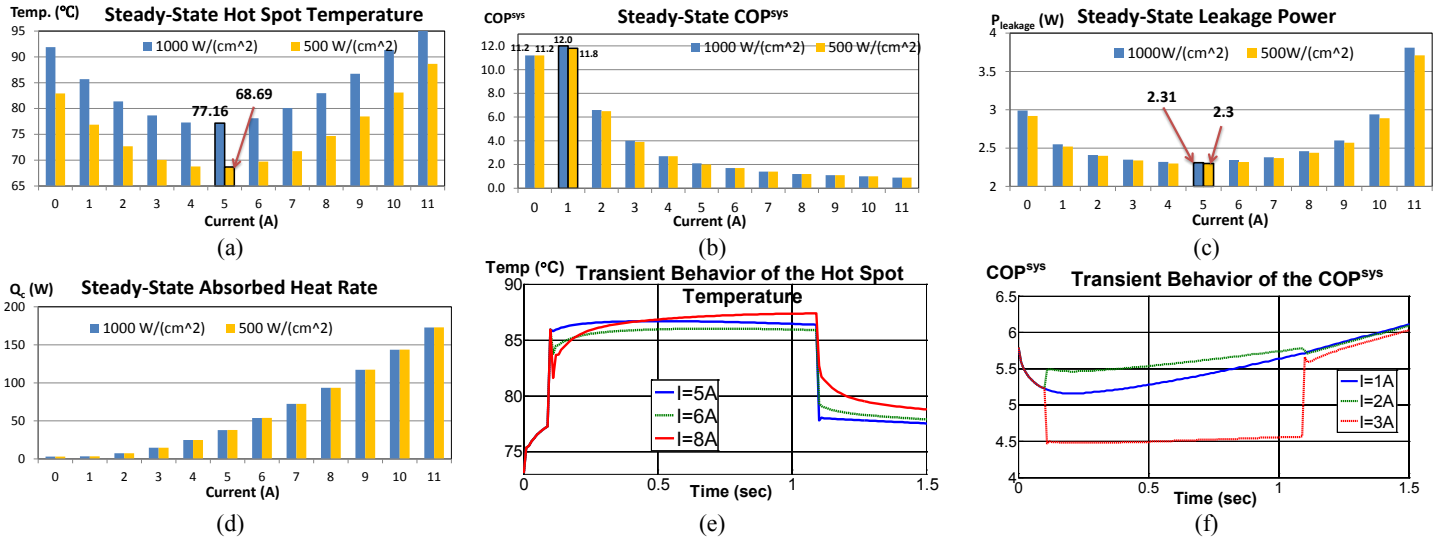 Temp. (°C) Steady-State Hot Spot Temperature
95
90
85
80
75
70
65
1000 W/(cm^2) 500 W/(cm^2)
77.16
68.69
0 1 2 3 4 5 6 7 8 9 10 11
Current (A)
(a)
COPsys Steady-State COPsys
12.0
10.0
8.0
6.0
4.0
2.0
0.0
11.2 11.2 12.0 11.8
1000 W/(cm^2) 500 W/(cm^2)
0 1 2 3 4 5 6 7 8 9 10 11
Current (A)
(b)
Pleakage (W) Steady-State Leakage Power
4
3.5
3
2.5
2
1000W/(cm^2) 500W/(cm^2)
2.31
2.3
0 1 2 3 4 5 6 7 8 9 10 11
Current (A)
(c)
Qc (W) Steady-State Absorbed Heat Rate
200
150
100
50
0
1000 W/(cm^2) 500 W/(cm^2)
0 1 2 3 4 5 6 7 8 9 10 11
Current (A)
(d)
Temp (°C) Transient Behavior of the Hot Spot
Temperature
90
85
80
75
I=5A
I=6A
I=8A
0 0.5 1 1.5
Time (sec)
(e)
COPsys Transient Behavior of the COPsys
6.5
6
5.5
5
4.5
4
I=1A
I=2A
I=3A
0 0.5 1 1.5
Time (sec)
(f)